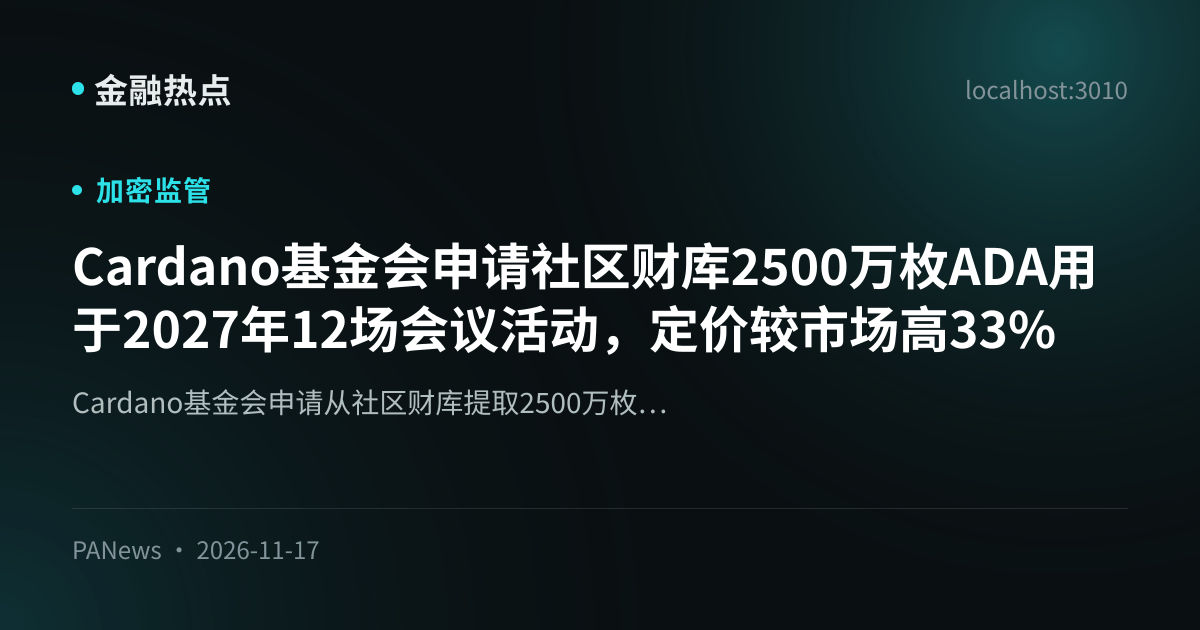 金融热点
localhost:3010
加密监管
Cardano基金会申请社区财库2500万枚ADA用
于2027年12场会议活动，定价较市场高33%
Cardano基金会申请从社区财库提取2500万枚…
PANews • 2026-11-17